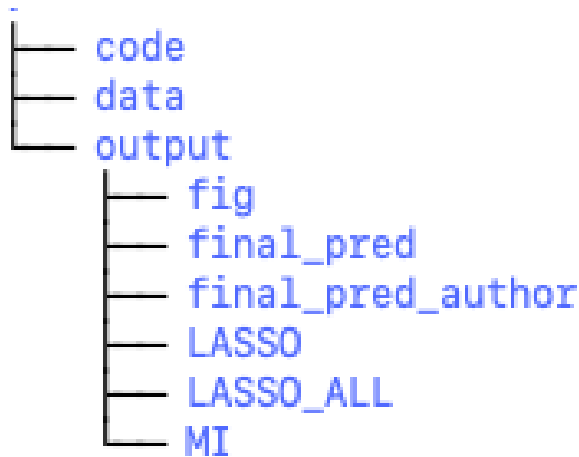 code
data
output
fig
final_pred
final_pred_author
LASSO
LASSO_ALL
MI